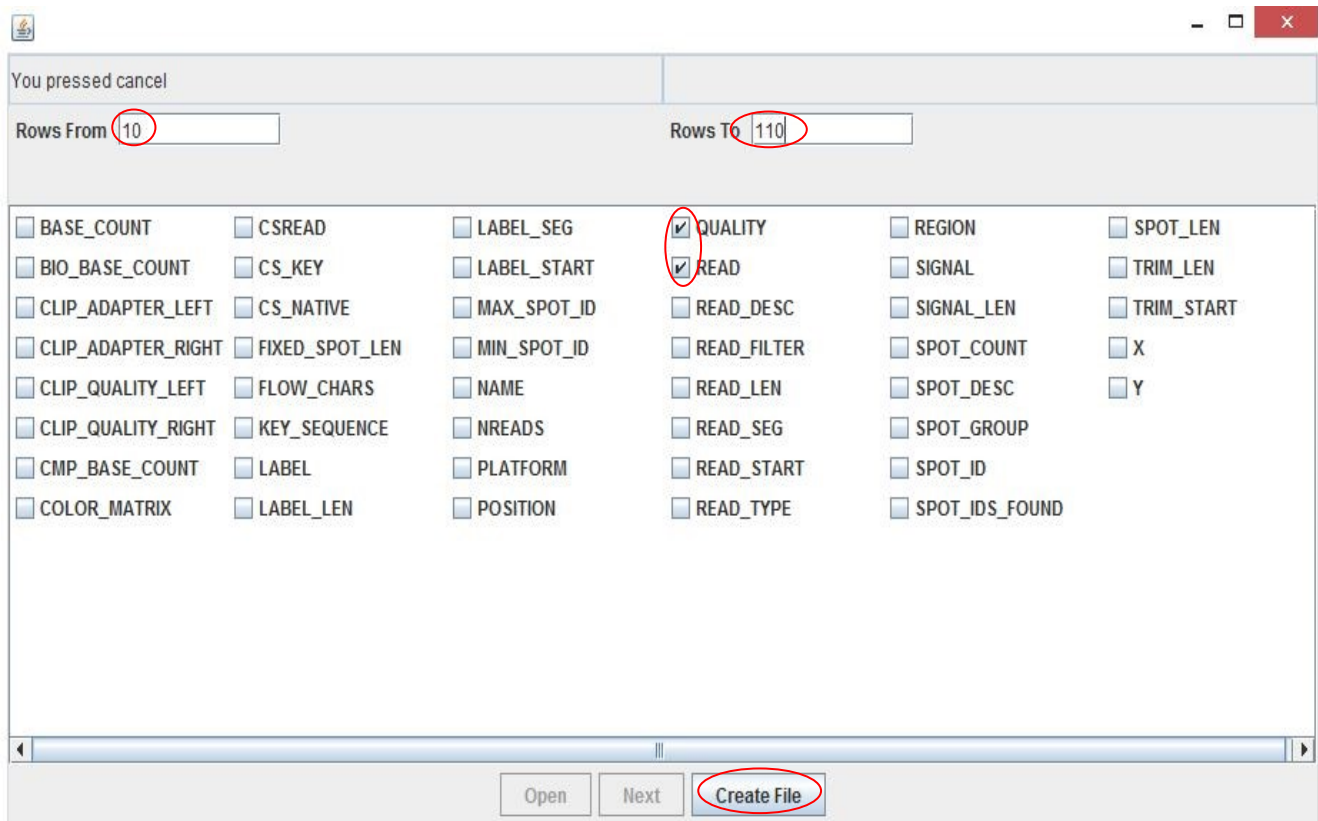 You pressed cancel
Rows From 10 Rows To 110
BASE_COUNT CSREAD LABEL_SEG QUALITY REGION SPOT_LEN
BIO_BASE_COUNT CS_KEY LABEL_START READ SIGNAL TRIM_LEN
CLIP_ADAPTER_LEFT CS_NATIVE MAX_SPOT_ID READ_DESC SIGNAL_LEN TRIM_START
CLIP_ADAPTER_RIGHT FIXED_SPOT_LEN MIN_SPOT_ID READ_FILTER SPOT_COUNT X
CLIP_QUALITY_LEFT FLOW_CHARS NAME READ_LEN SPOT_DESC Y
CLIP_QUALITY_RIGHT KEY_SEQUENCE NREADS READ_SEG SPOT_GROUP
CMP_BASE_COUNT LABEL PLATFORM READ_START SPOT_ID
COLOR_MATRIX LABEL_LEN POSITION READ_TYPE SPOT_IDS_FOUND
Open Next Create File